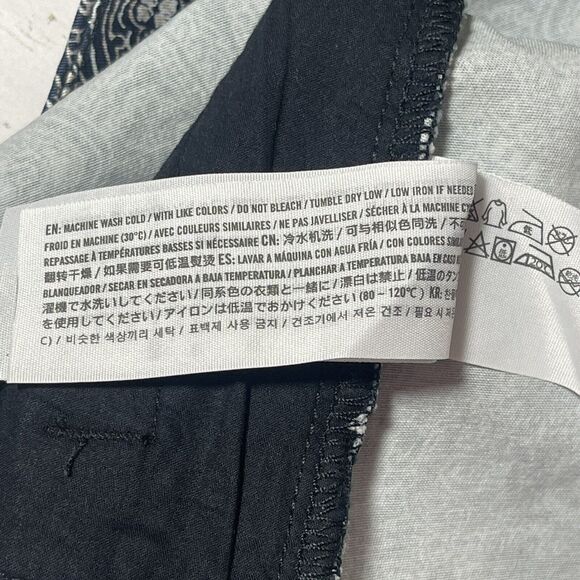 EN: MACHINE WASH COLD / WITH LIKE COLORS / DO NOT BLEACH / TUMBLE DRY LOW / LOW IRON IF NEEDED
FROID EN MACHINE (30°C) / AVEC COULEURS SIMILAIRES / NE PAS JAVELLISER / SÉCHER À LA MACHINE
REPASSAGE À TEMPÉRATURES BASSES SI NÉCESSAIRE CN: 冷水机洗 / 可与相似色同洗 / 不可
翻转干燥 / 如果需要可低温熨烫 ES: LAVAR A MÁQUINA CON AGUA FRÍA / CON COLORES
BLANQUEADOR / SECAR EN SECADORA A BAJA TEMPERATURA / PLANCHAR A TEMPERATURA BAJA EN CASO
濯機で水洗いしてください / 同系色の衣類と一緒に / 漂白は禁止 / 低温のタン
を使用してください / アイロンは低温でおかけください (80 – 120℃) KR:
C) / 비슷한 색상끼리 세탁 / 표백제 사용 금지 / 건조기에서 저온 건조 / 필요
低
120